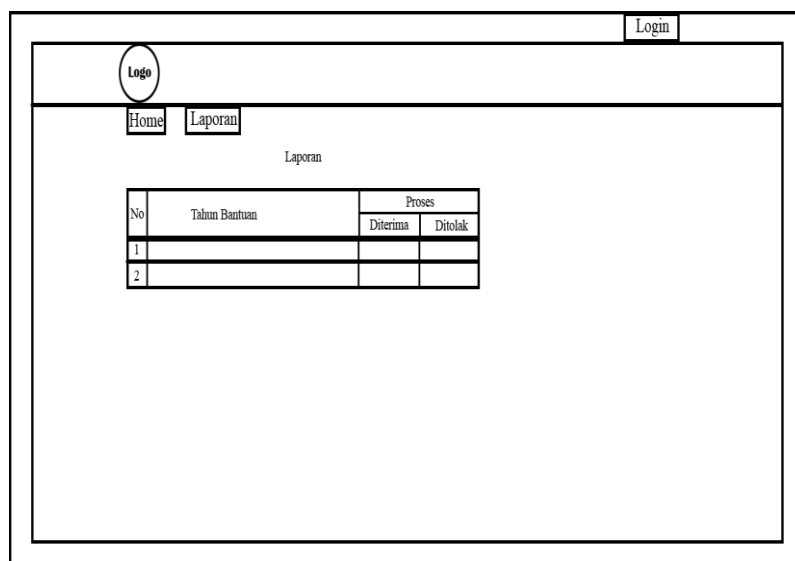 Login
Logo
Home Laporan
Laporan
No Tahun Bantuan Proses
Diterima Ditolak
1
2